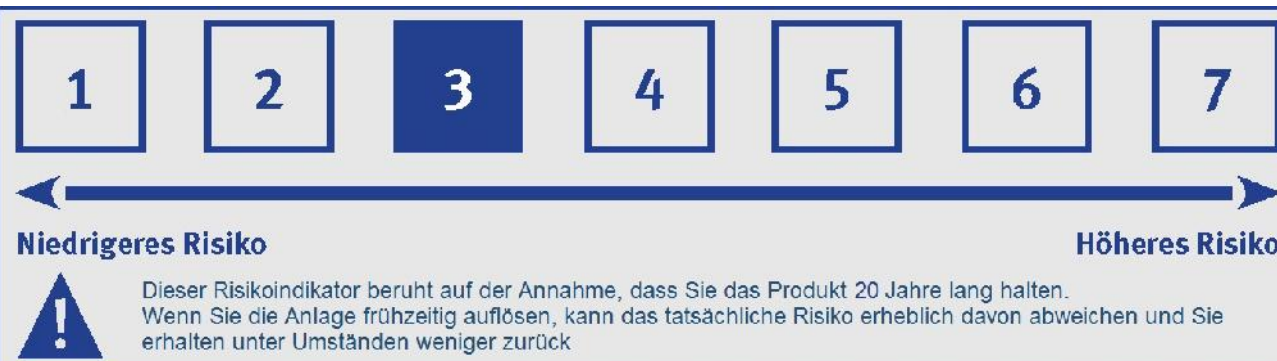 1 2 3 4 5 6 7
Niedrigeres Risiko Höheres Risiko
!
Dieser Risikoindikator beruht auf der Annahme, dass Sie das Produkt 20 Jahre lang halten.
Wenn Sie die Anlage frühzeitig auflösen, kann das tatsächliche Risiko erheblich davon abweichen und Sie
erhalten unter Umständen weniger zurück